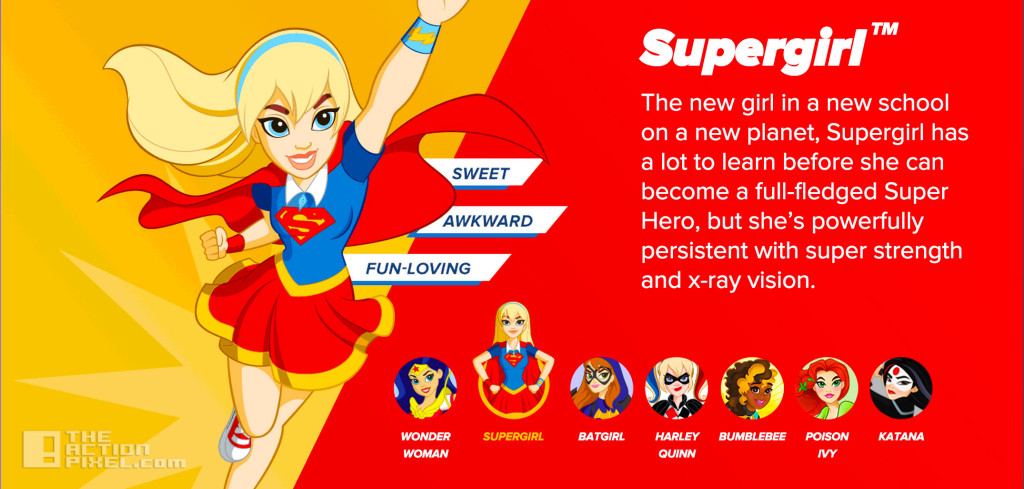 Supergirl™
The new girl in a new school
on a new planet, Supergirl has
a lot to learn before she can
become a full-fledged Super
Hero, but she’s powerfully
persistent with super strength
and x-ray vision.
SWEET
AWKWARD
FUN-LOVING
WONDER
WOMAN
SUPERGIRL
BATGIRL
HARLEY
QUINN
BUMBLEBEE
POISON
IVY
KATANA
THE
ACTION
PIXEL.com